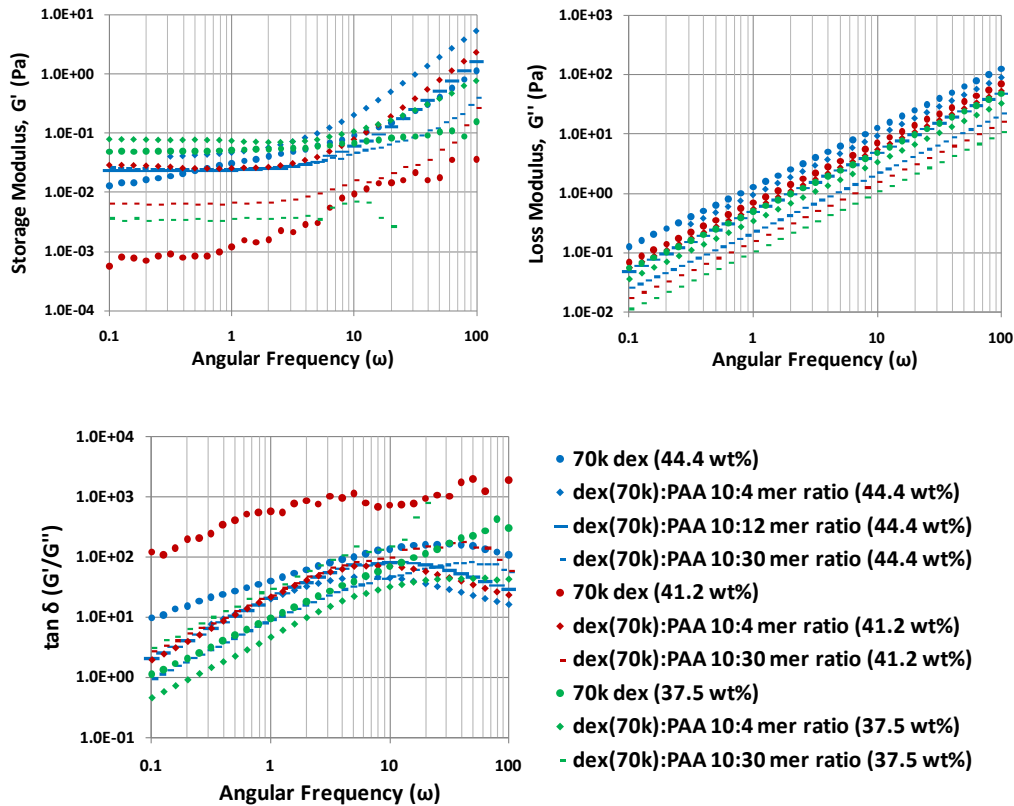 Storage Modulus, G' (Pa)
1.0E+01
1.0E+00
1.0E-01
1.0E-02
1.0E-03
1.0E-04
0.1 1 10 100
Angular Frequency (ω)
Loss Modulus, G'' (Pa)
1.0E+03
1.0E+02
1.0E+01
1.0E+00
1.0E-01
1.0E-02
0.1 1 10 100
Angular Frequency (ω)
tan δ (G'/G'')
1.0E+04
1.0E+03
1.0E+02
1.0E+01
1.0E+00
1.0E-01
0.1 1 10 100
Angular Frequency (ω)
70k dex (44.4 wt%)
dex(70k):PAA 10:4 mer ratio (44.4 wt%)
dex(70k):PAA 10:12 mer ratio (44.4 wt%)
dex(70k):PAA 10:30 mer ratio (44.4 wt%)
70k dex (41.2 wt%)
dex(70k):PAA 10:4 mer ratio (41.2 wt%)
dex(70k):PAA 10:30 mer ratio (41.2 wt%)
70k dex (37.5 wt%)
dex(70k):PAA 10:4 mer ratio (37.5 wt%)
dex(70k):PAA 10:30 mer ratio (37.5 wt%)